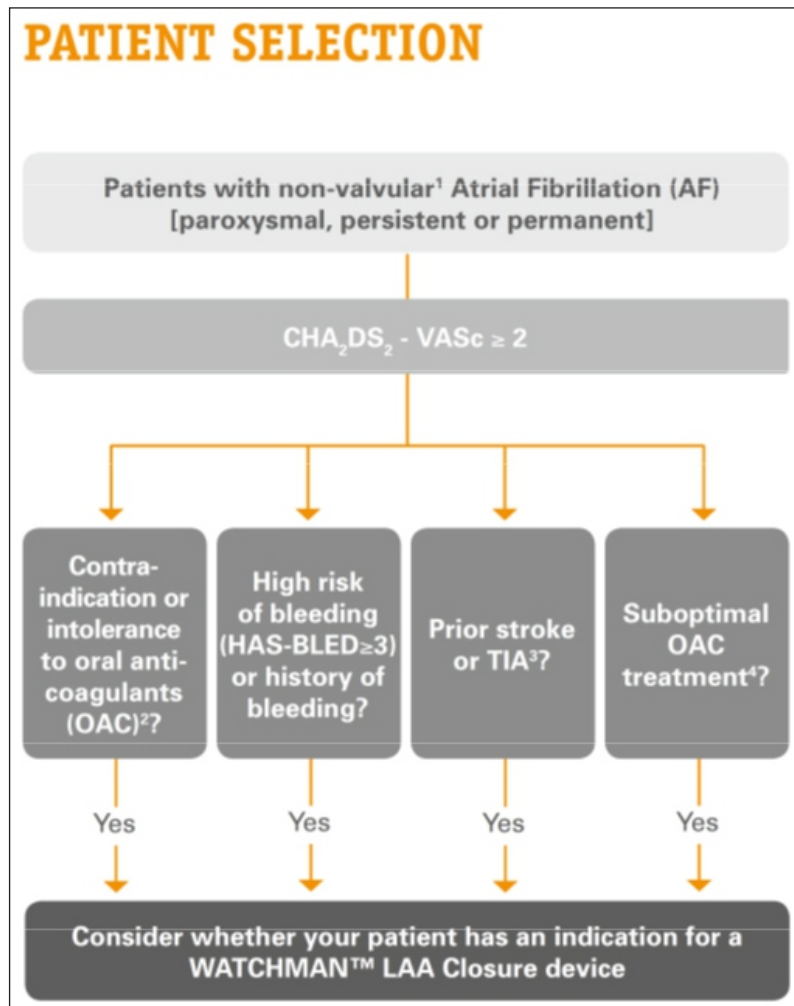 PATIENT SELECTION
Patients with non-valvular¹ Atrial Fibrillation (AF)
[paroxysmal, persistent or permanent]
CHA₂DS₂ - VASc ≥ 2
Contra-
indication or
intolerance
to oral anti-
coagulants
(OAC)²?
High risk
of bleeding
(HAS-BLED≥3)
or history of
bleeding?
Prior stroke
or TIA³?
Suboptimal
OAC
treatment⁴?
Yes
Yes
Yes
Yes
Consider whether your patient has an indication for a
WATCHMAN™ LAA Closure device